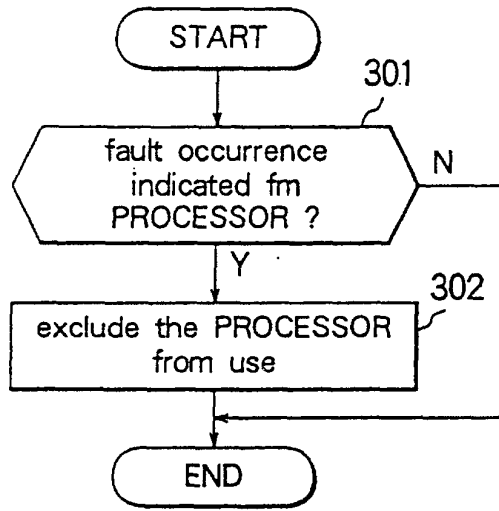 START
301
fault occurrence
indicated fm
PROCESSOR ?
N
Y
302
exclude the PROCESSOR
from use
END